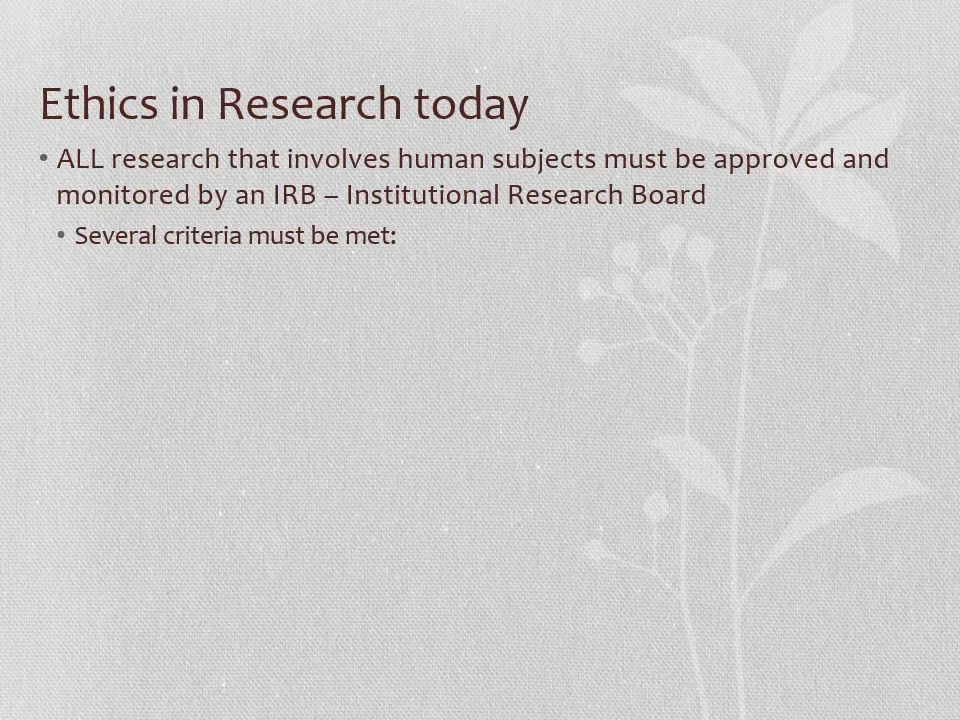 Ethics in Research today
• ALL research that involves human subjects must be approved and
monitored by an IRB – Institutional Research Board
• Several criteria must be met: